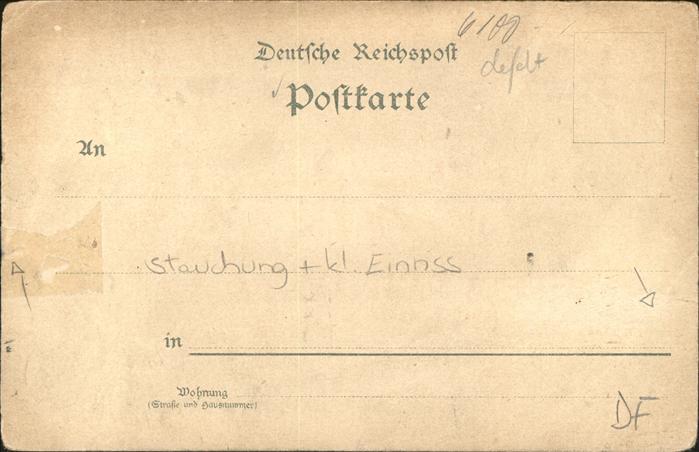 6100.-
Deutsche Reichspost
defekt
Postkarte
An
Stauchung + kl. Einriss
in
Wohnung
(Straße und Hausnummer)
DF